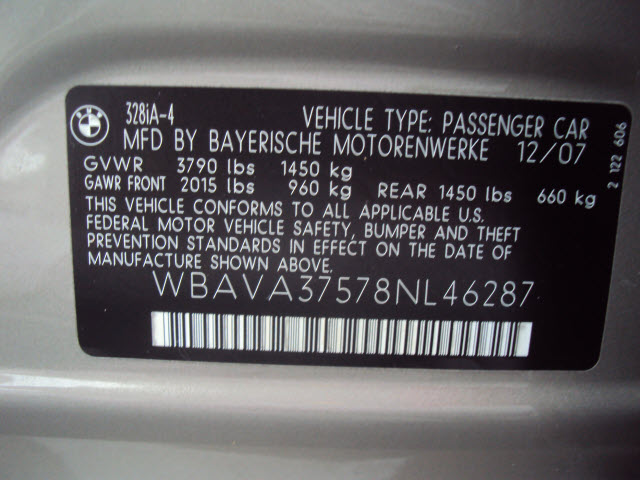 328iA-4 VEHICLE TYPE: PASSENGER CAR
MFD BY BAYERISCHE MOTORENWERKE 12/07
GVWR 3790 lbs 1450 kg
GAWR FRONT 2015 lbs 960 kg REAR 1450 lbs 660 kg
THIS VEHICLE CONFORMS TO ALL APPLICABLE U.S.
FEDERAL MOTOR VEHICLE SAFETY, BUMPER AND THEFT
PREVENTION STANDARDS IN EFFECT ON THE DATE OF
MANUFACTURE SHOWN ABOVE.
WBAVA37578NL46287
2 122 606
BMW